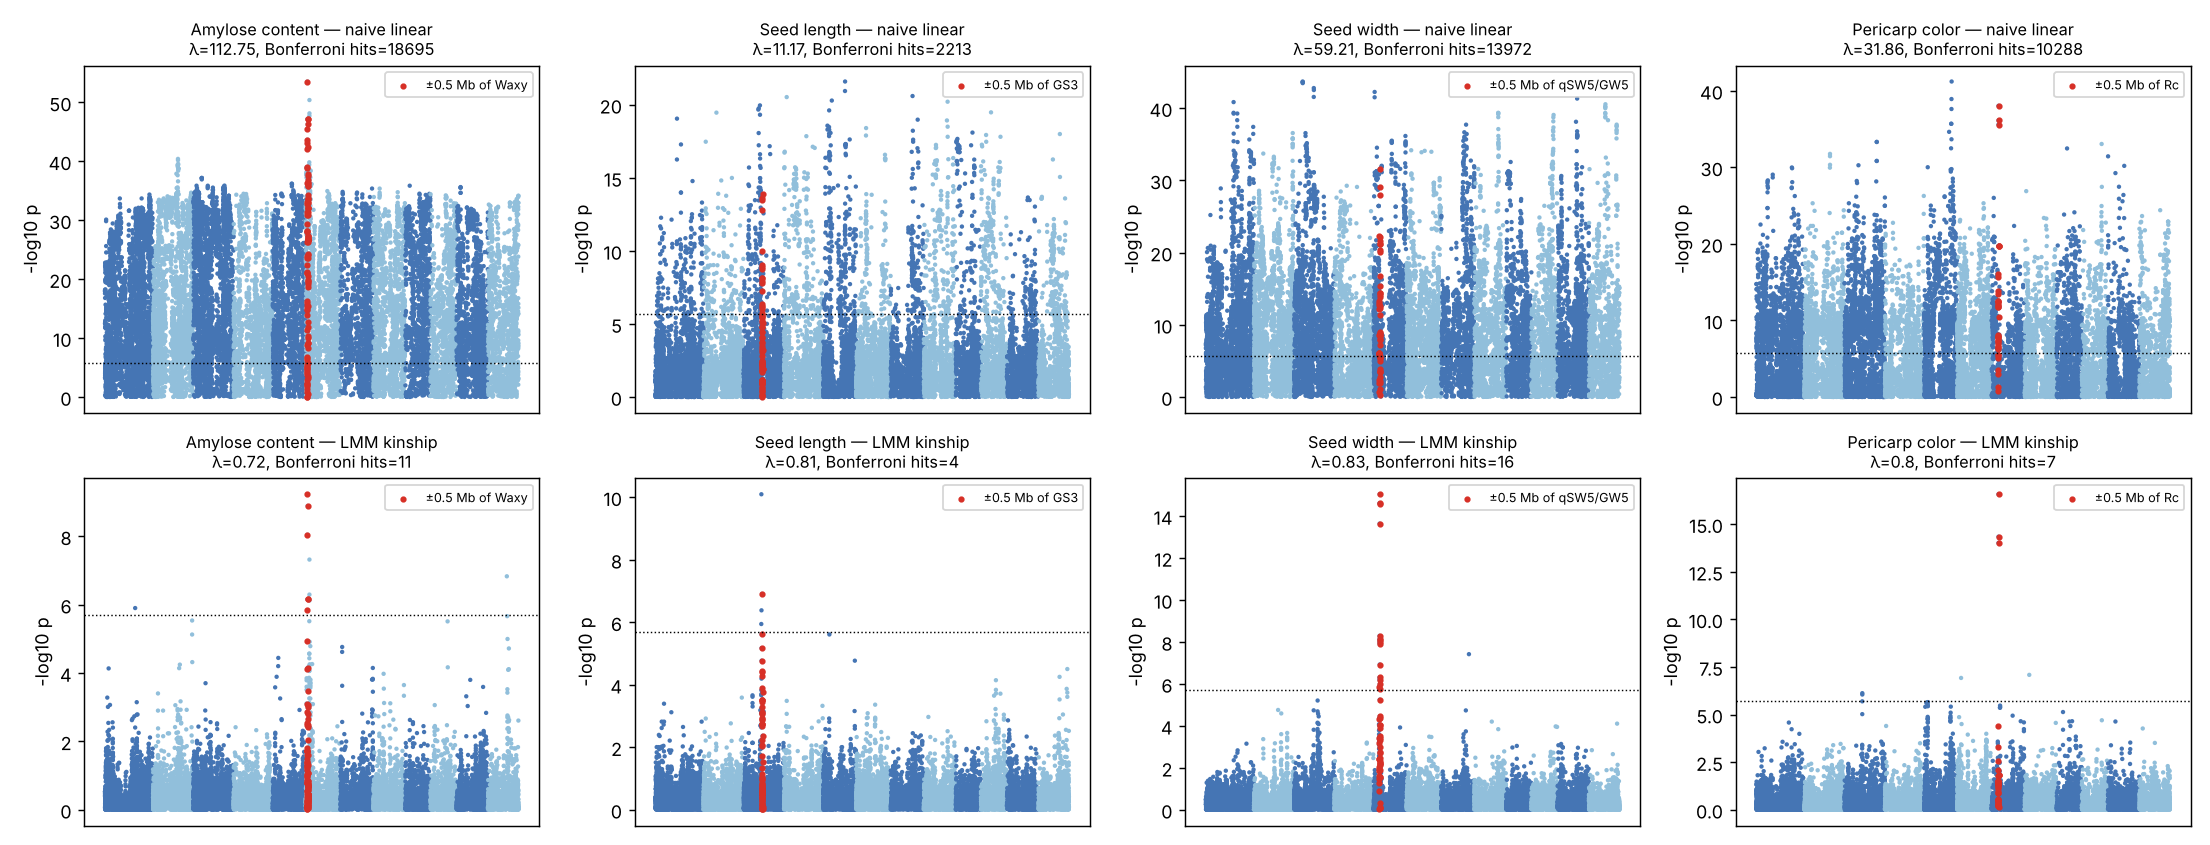 Amylose content — naive linear
λ=112.75, Bonferroni hits=18695
±0.5 Mb of Waxy
-log10 p
50
40
30
20
10
0
Seed length — naive linear
λ=11.17, Bonferroni hits=2213
±0.5 Mb of GS3
-log10 p
20
15
10
5
0
Seed width — naive linear
λ=59.21, Bonferroni hits=13972
±0.5 Mb of qSW5/GW5
-log10 p
40
30
20
10
0
Pericarp color — naive linear
λ=31.86, Bonferroni hits=10288
±0.5 Mb of Rc
-log10 p
40
30
20
10
0
Amylose content — LMM kinship
λ=0.72, Bonferroni hits=11
±0.5 Mb of Waxy
-log10 p
8
6
4
2
0
Seed length — LMM kinship
λ=0.81, Bonferroni hits=4
±0.5 Mb of GS3
-log10 p
10
8
6
4
2
0
Seed width — LMM kinship
λ=0.83, Bonferroni hits=16
±0.5 Mb of qSW5/GW5
-log10 p
14
12
10
8
6
4
2
0
Pericarp color — LMM kinship
λ=0.8, Bonferroni hits=7
±0.5 Mb of Rc
-log10 p
15.0
12.5
10.0
7.5
5.0
2.5
0.0